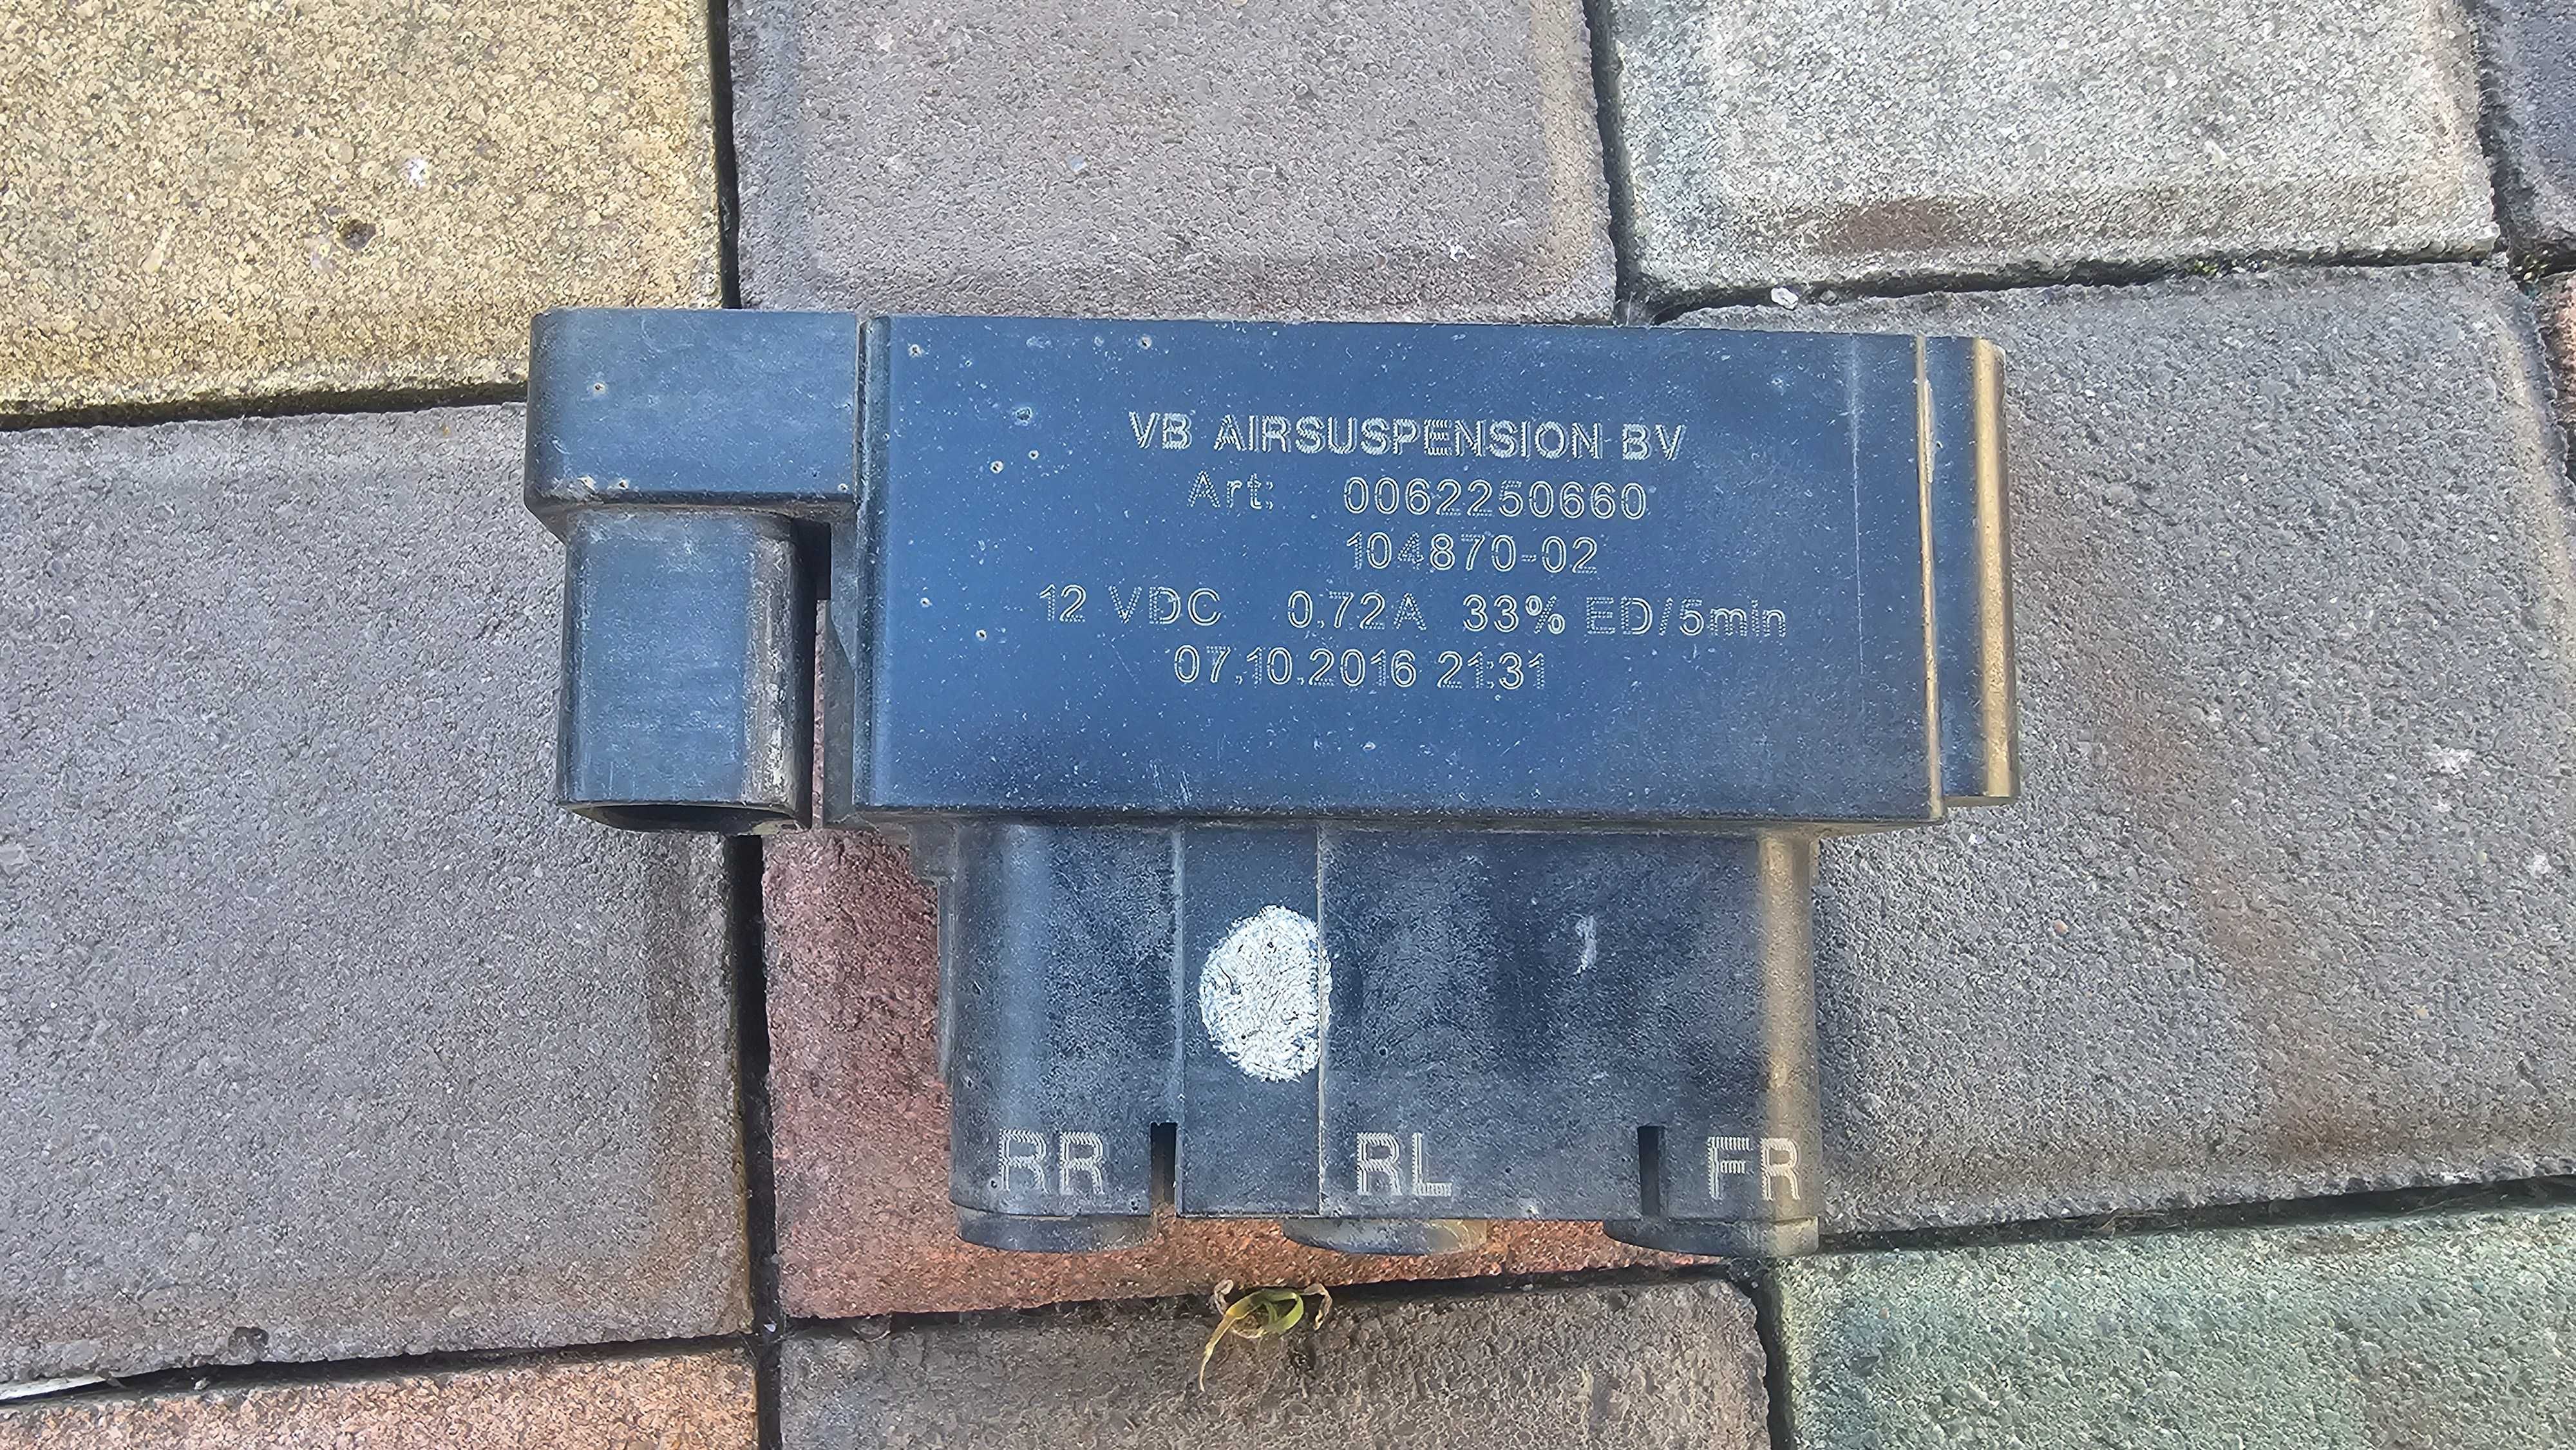 VB AIRSUSPENSION BV
Art: 0062250660
104870-02
12 VDC 0.72A 33% ED/5min
07.10.2016 21:31
RR RL FR